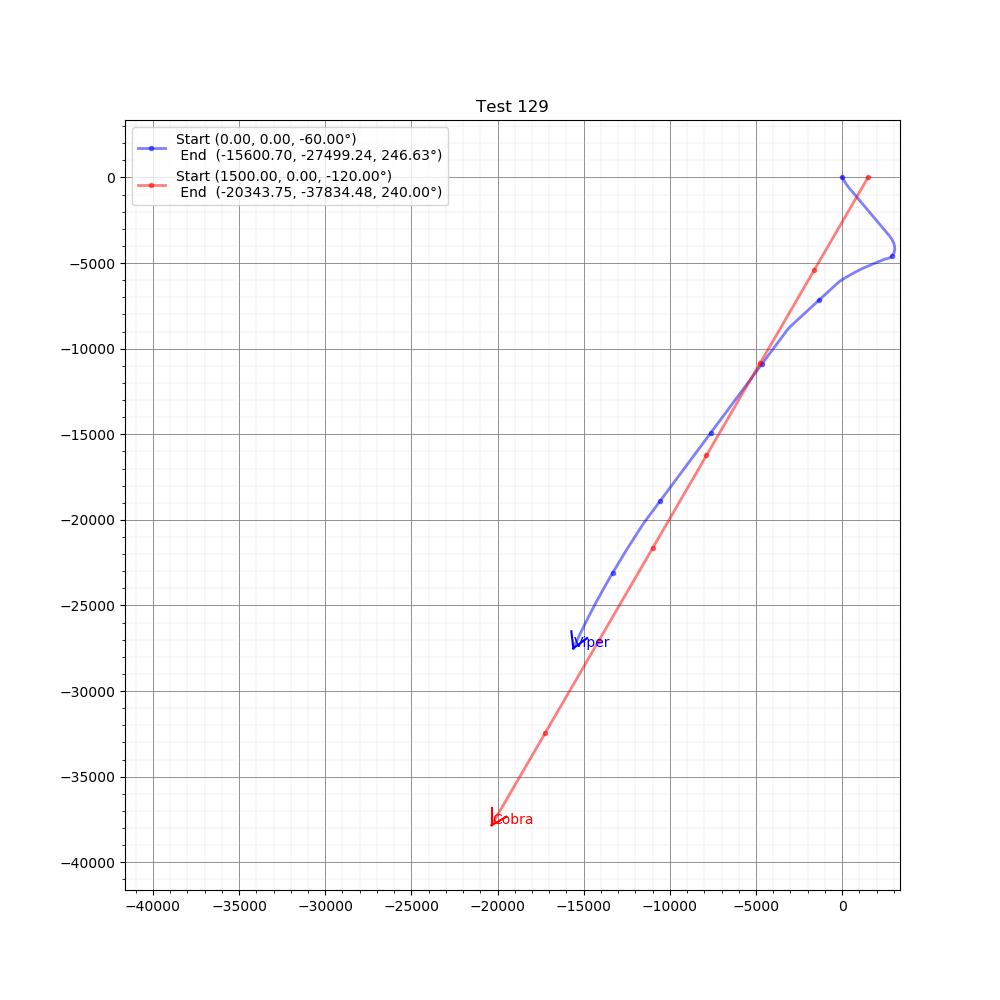 Test 129
Start (0.00, 0.00, -60.00°)
End  (-15600.70, -27499.24, 246.63°)
Start (1500.00, 0.00, -120.00°)
End  (-20343.75, -37834.48, 240.00°)
0
−5000
−10000
−15000
−20000
−25000
−30000
−35000
−40000
Viper
Cobra
−40000 −35000 −30000 −25000 −20000 −15000 −10000 −5000 0